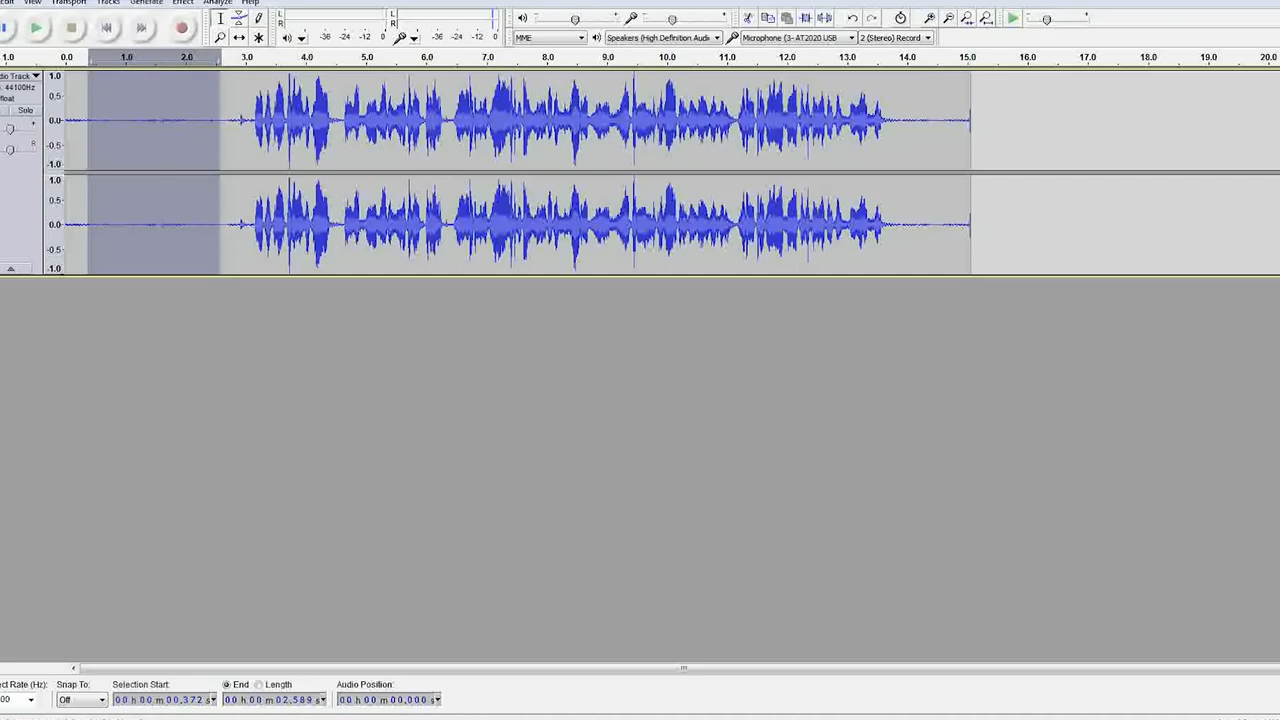 Edit View Transport Tracks Generate Effect Analyze Help
L
R
-36 -24 -12 0
L
R
-36 -24 -12 0
MME Speakers (High Definition Audi Microphone (3- AT2020 USB 2 (Stereo) Record
1.0 0.0 1.0 2.0 3.0 4.0 5.0 6.0 7.0 8.0 9.0 10.0 11.0 12.0 13.0 14.0 15.0 16.0 17.0 18.0 19.0 20.0
dio Track 1.0
, 44100Hz
float 0.5
Solo
+ 0.0
R -0.5
-1.0
1.0
0.5
0.0
-0.5
-1.0
ect Rate (Hz): Snap To: Selection Start: End Length Audio Position:
00 Off 00 h 00 m 00.372 s 00 h 00 m 02.589 s 00 h 00 m 00.000 s